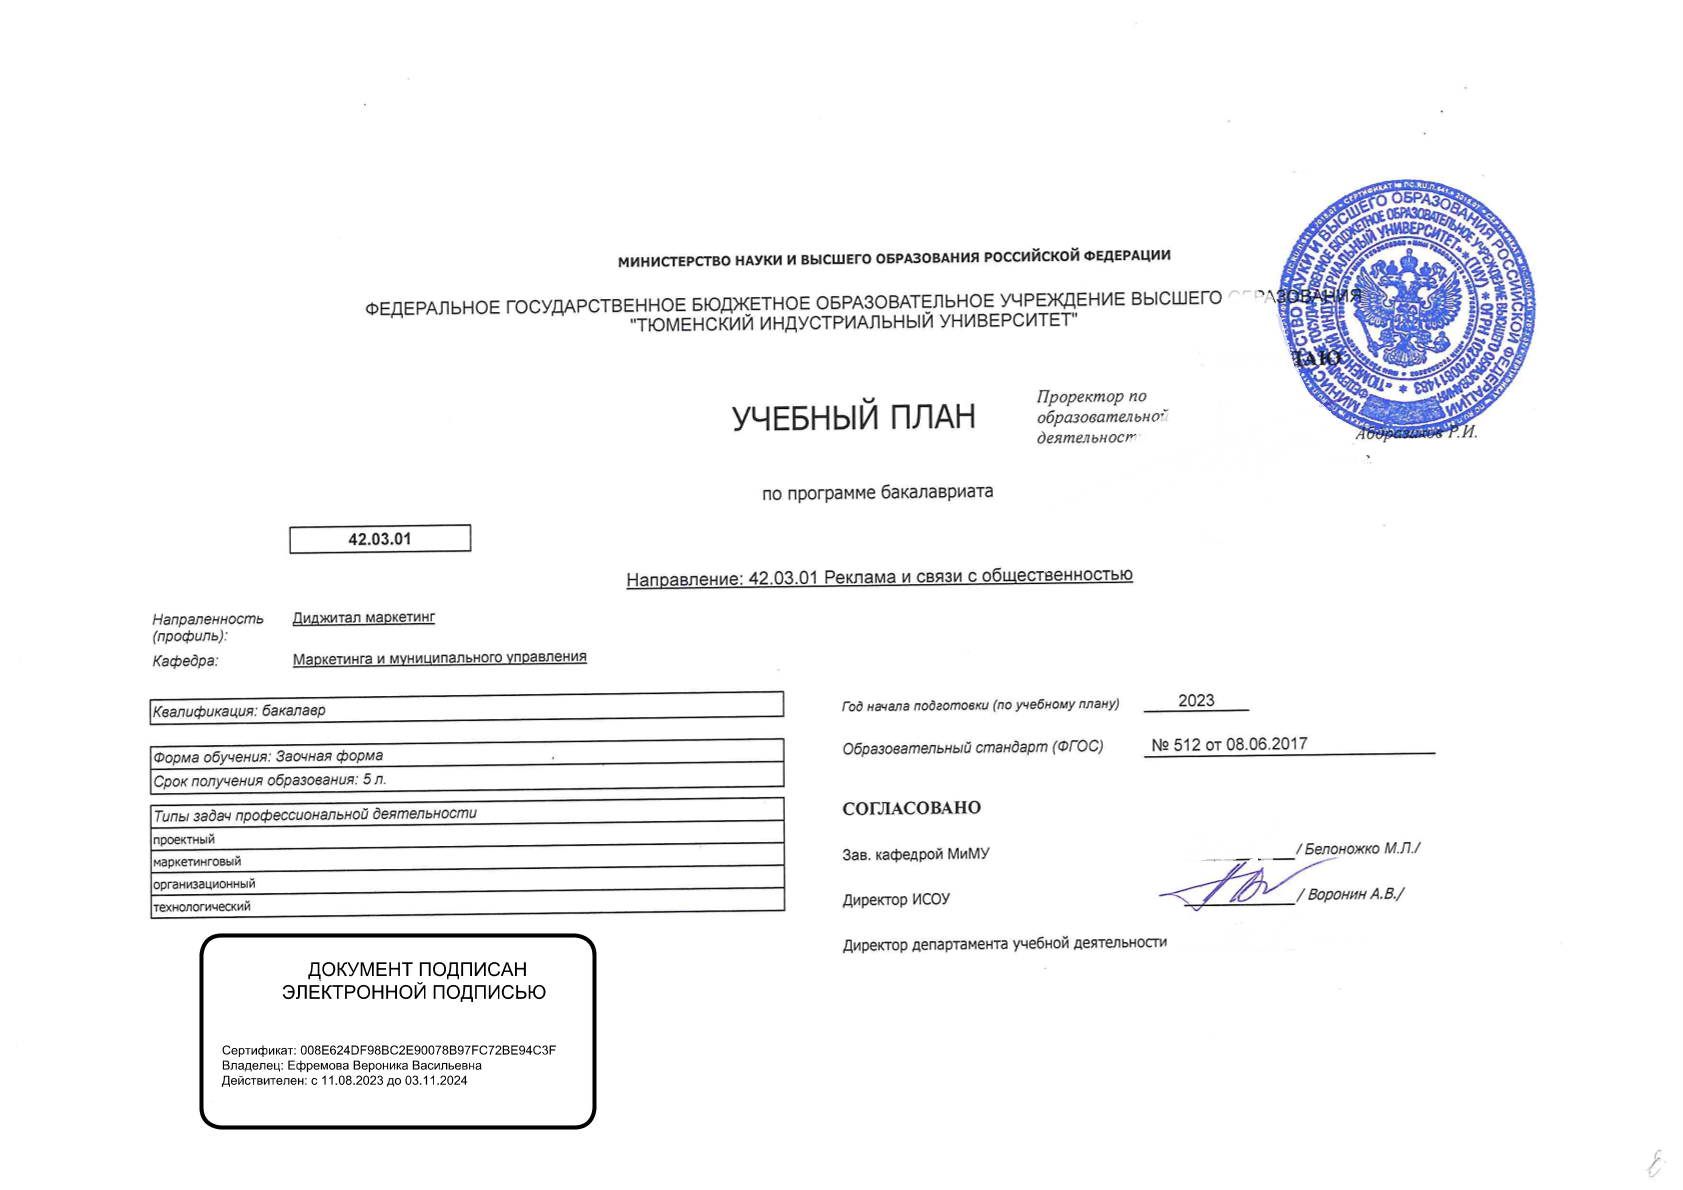 МИНИСТЕРСТВО НАУКИ И ВЫСШЕГО ОБРАЗОВАНИЯ РОССИЙСКОЙ ФЕДЕРАЦИИ
ФЕДЕРАЛЬНОЕ ГОСУДАРСТВЕННОЕ БЮДЖЕТНОЕ ОБРАЗОВАТЕЛЬНОЕ УЧРЕЖДЕНИЕ ВЫСШЕГО ОБРАЗОВАНИЯ
"ТЮМЕНСКИЙ ИНДУСТРИАЛЬНЫЙ УНИВЕРСИТЕТ"
УЧЕБНЫЙ ПЛАН
Проректор по
образовательной
деятельност
Р.И.
по программе бакалавриата
42.03.01
Направление: 42.03.01 Реклама и связи с общественностью
Напраленность
(профиль):
Диджитал маркетинг
Кафедра:
Маркетинга и муниципального управления
Квалификация: бакалавр
Форма обучения: Заочная форма
Срок получения образования: 5 л.
Типы задач профессиональной деятельности
проектный
маркетинговый
организационный
технологический
Год начала подготовки (по учебному плану) 2023
Образовательный стандарт (ФГОС) № 512 от 08.06.2017
СОГЛАСОВАНО
Зав. кафедрой МиМУ / Белоножко М.Л./
Директор ИСОУ / Воронин А.В./
Директор департамента учебной деятельности
ДОКУМЕНТ ПОДПИСАН
ЭЛЕКТРОННОЙ ПОДПИСЬЮ
Сертификат: 008E624DF98BC2E90078B97FC72BE94C3F
Владелец: Ефремова Вероника Васильевна
Действителен: с 11.08.2023 до 03.11.2024